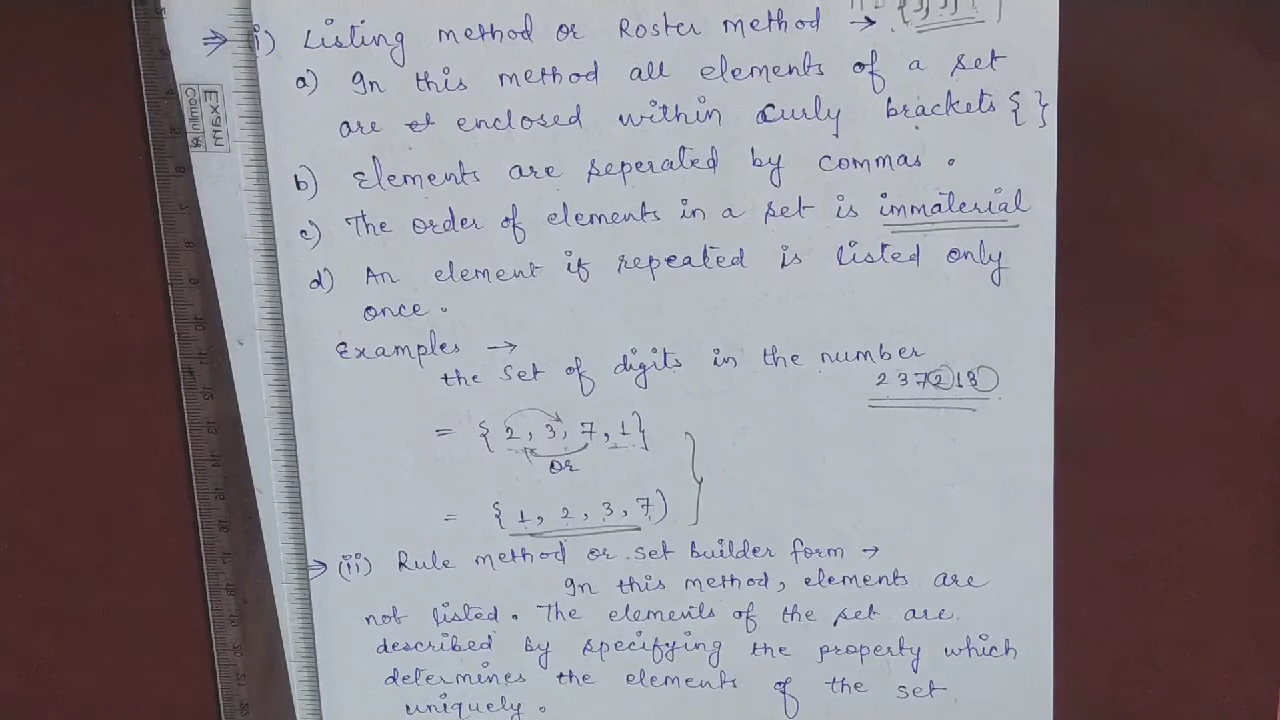 ⇒ (i) Listing method or Roster method →
a) In this method all elements of a set
are enclosed within curly brackets { }
b) Elements are seperated by commas.
c) The order of elements in a set is immaterial
d) An element if repeated is listed only
once.
Examples →
the set of digits in the number
237213
= {2, 3, 7, 1}
or
= {1, 2, 3, 7)
⇒ (ii) Rule method or set builder form →
In this method, elements are
not listed. The elements of the set are
described by specifying the property which
determines the elements of the set
uniquely.
Exam